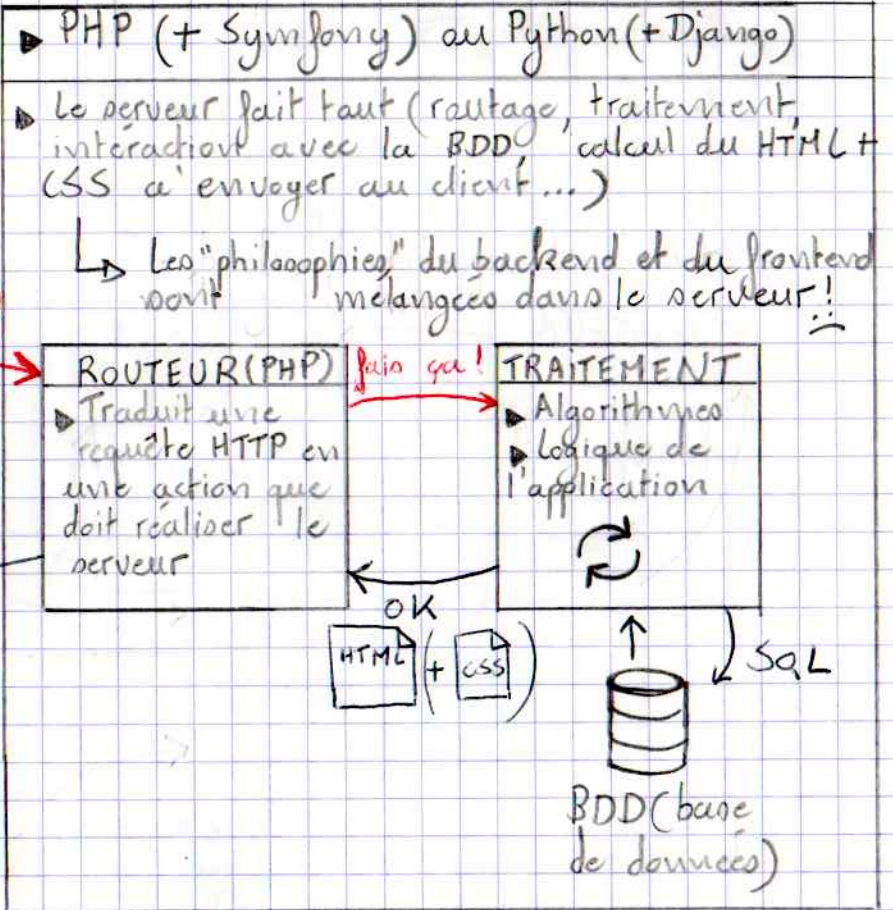 ▶ PHP (+ Symfony) ou Python (+ Django)
▶ Le serveur fait tout (routage, traitement,
intéraction avec la BDD, calcul du HTML +
CSS à envoyer au client...)
↳ Les "philosophies" du backend et du frontend
sont mélangées dans le serveur !
ROUTEUR (PHP)
▶ Traduit une
requête HTTP en
une action que
doit réaliser le
serveur
fais ça !
TRAITEMENT
▶ Algorithmes
▶ Logique de
l'application
OK
HTML (+ CSS)
SQL
BDD (base
de données)